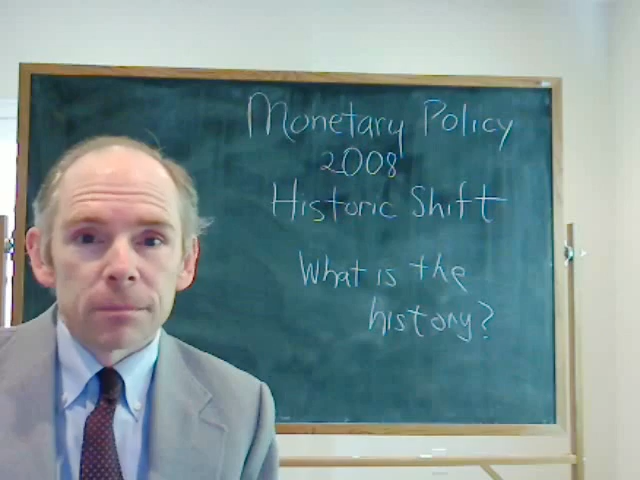 Monetary Policy
2008
Historic Shift
What is the
history?